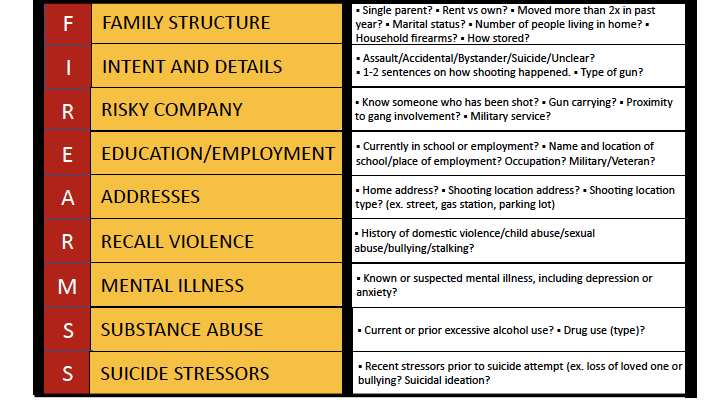 F FAMILY STRUCTURE
▪ Single parent? ▪ Rent vs own? ▪ Moved more than 2x in past
year? ▪ Marital status? ▪ Number of people living in home? ▪
Household firearms? ▪ How stored?
I INTENT AND DETAILS
▪ Assault/Accidental/Bystander/Suicide/Unclear?
▪ 1-2 sentences on how shooting happened. ▪ Type of gun?
R RISKY COMPANY
▪ Know someone who has been shot? ▪ Gun carrying? ▪ Proximity
to gang involvement? ▪ Military service?
E EDUCATION/EMPLOYMENT
▪ Currently in school or employment? ▪ Name and location of
school/place of employment? Occupation? Military/Veteran?
A ADDRESSES
▪ Home address? ▪ Shooting location address? ▪ Shooting location
type? (ex. street, gas station, parking lot)
R RECALL VIOLENCE
▪ History of domestic violence/child abuse/sexual
abuse/bullying/stalking?
M MENTAL ILLNESS
▪ Known or suspected mental illness, including depression or
anxiety?
S SUBSTANCE ABUSE
▪ Current or prior excessive alcohol use? ▪ Drug use (type)?
S SUICIDE STRESSORS
▪ Recent stressors prior to suicide attempt (ex. loss of loved one or
bullying? Suicidal ideation?